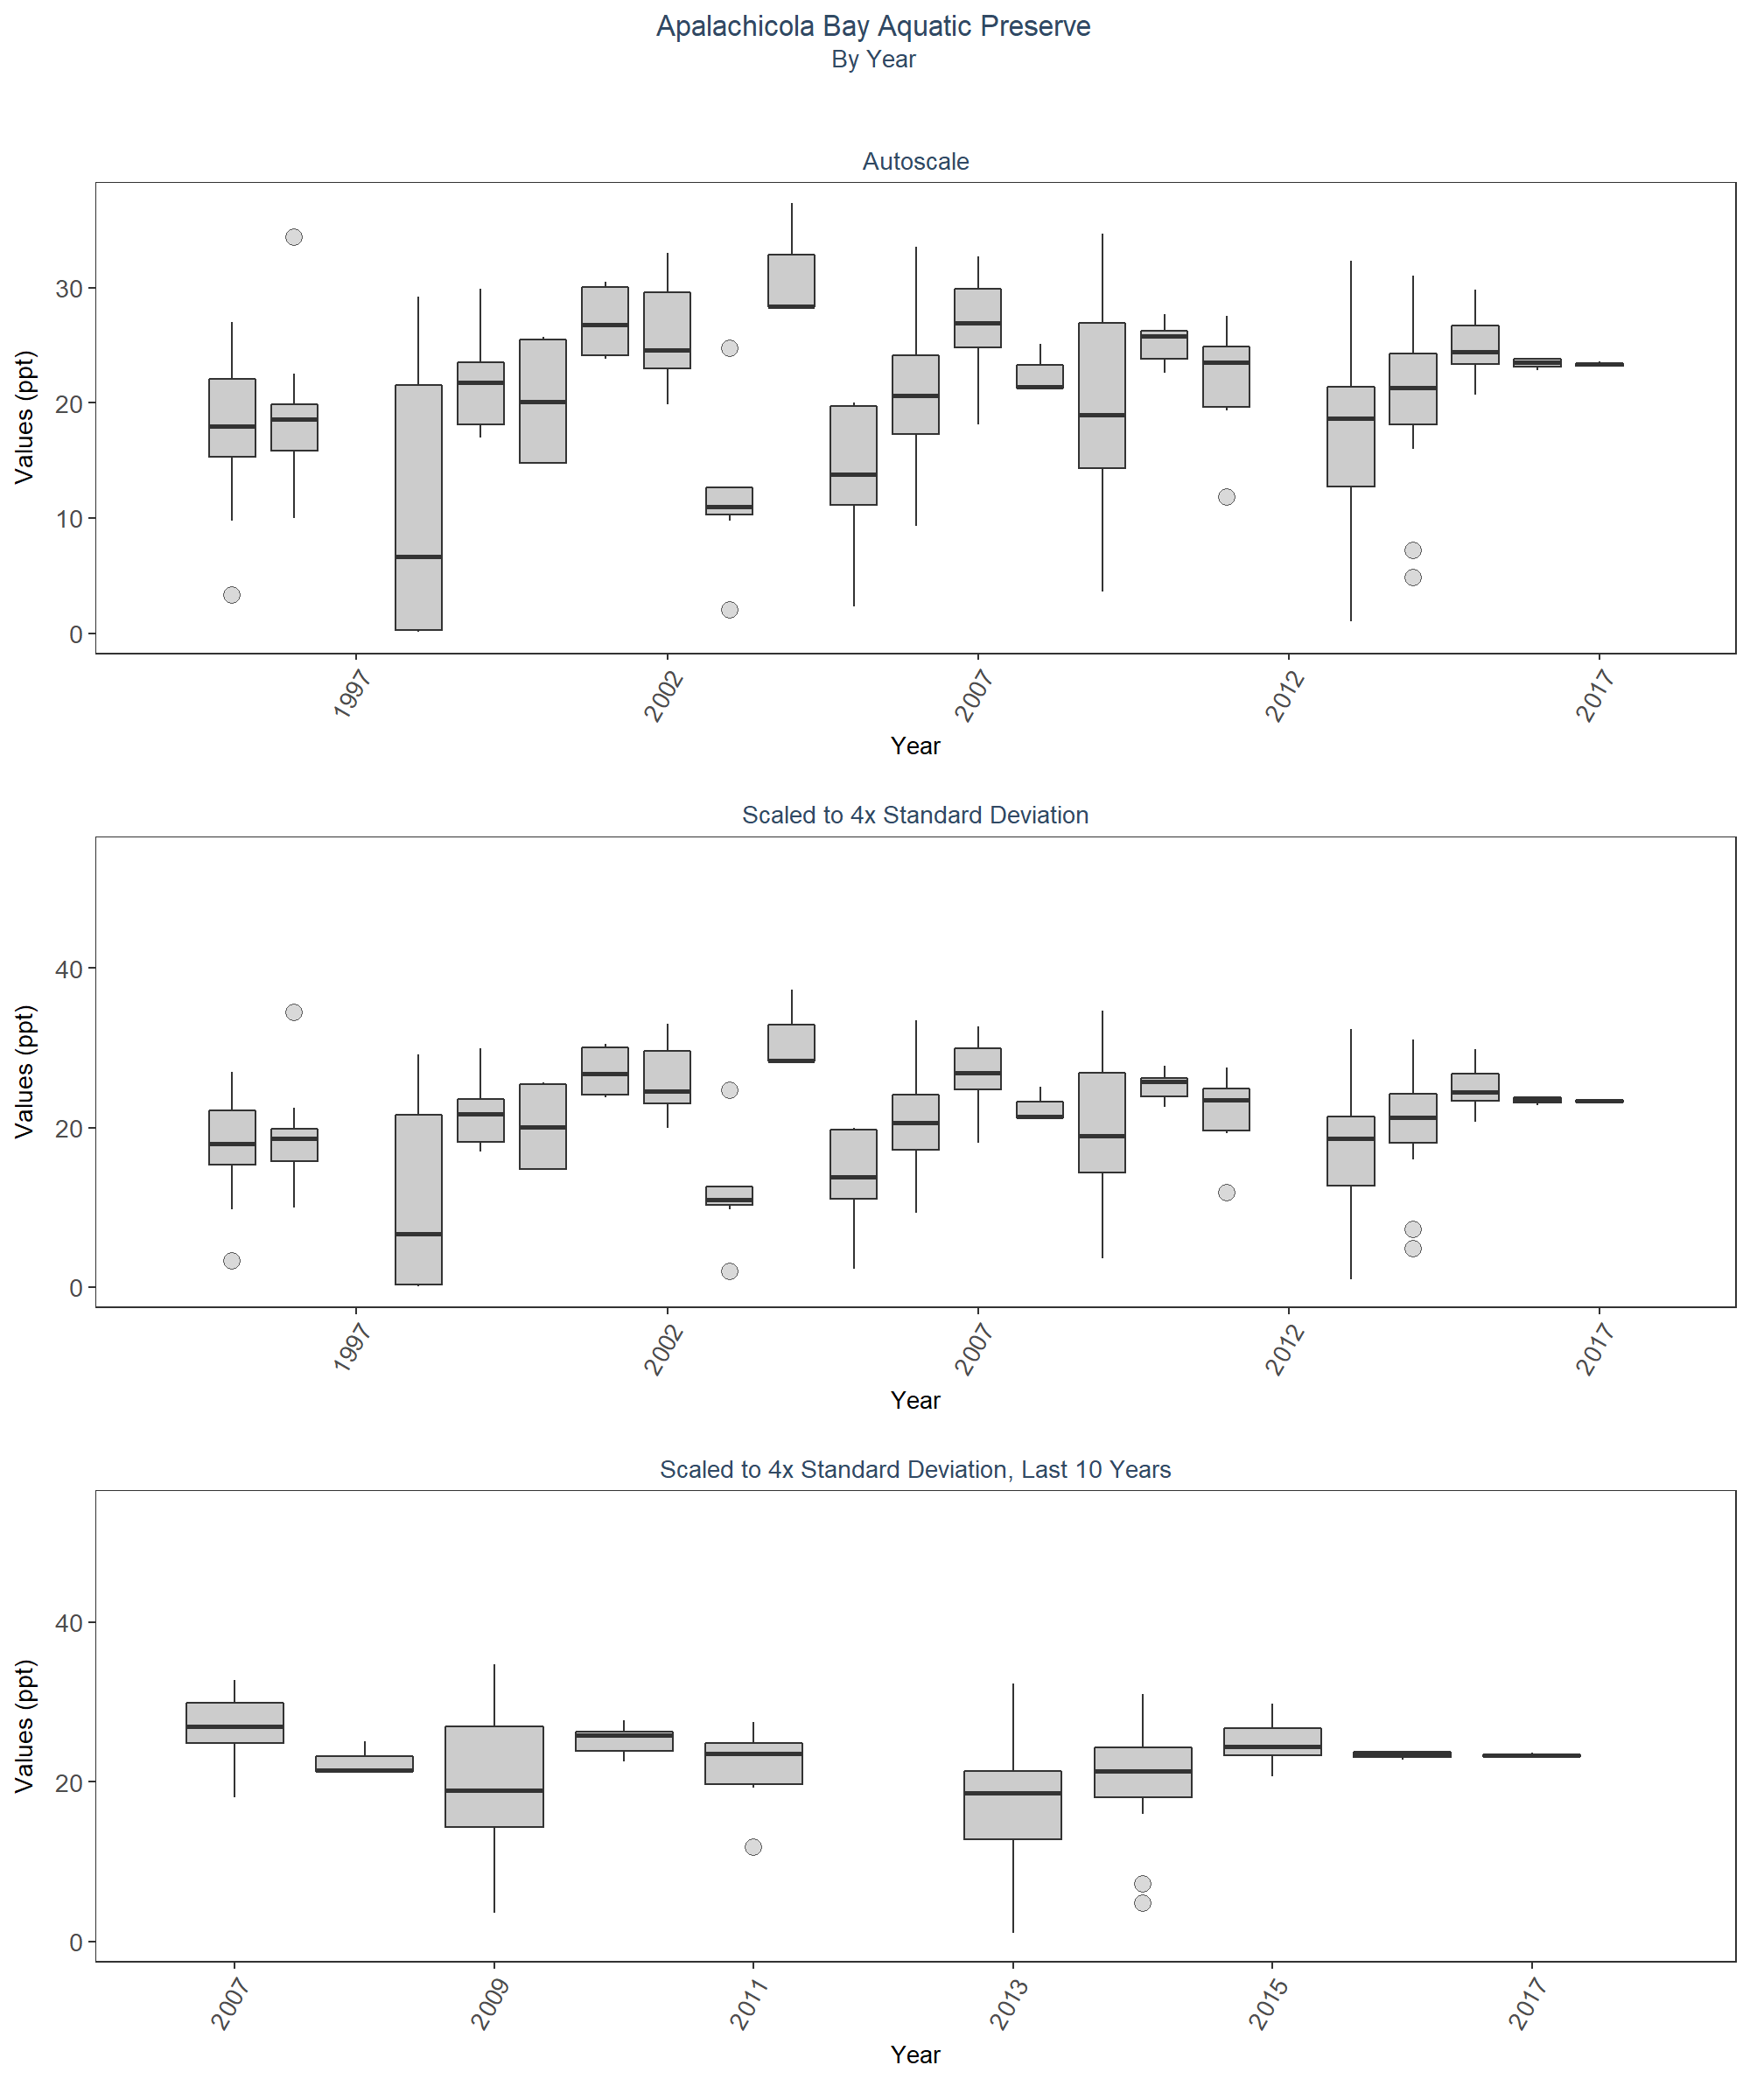 Apalachicola Bay Aquatic Preserve
By Year
Autoscale
Values (ppt)
30
20
10
0
1997 2002 2007 2012 2017
Year
Scaled to 4x Standard Deviation
Values (ppt)
40
20
0
1997 2002 2007 2012 2017
Year
Scaled to 4x Standard Deviation, Last 10 Years
Values (ppt)
40
20
0
2007 2009 2011 2013 2015 2017
Year